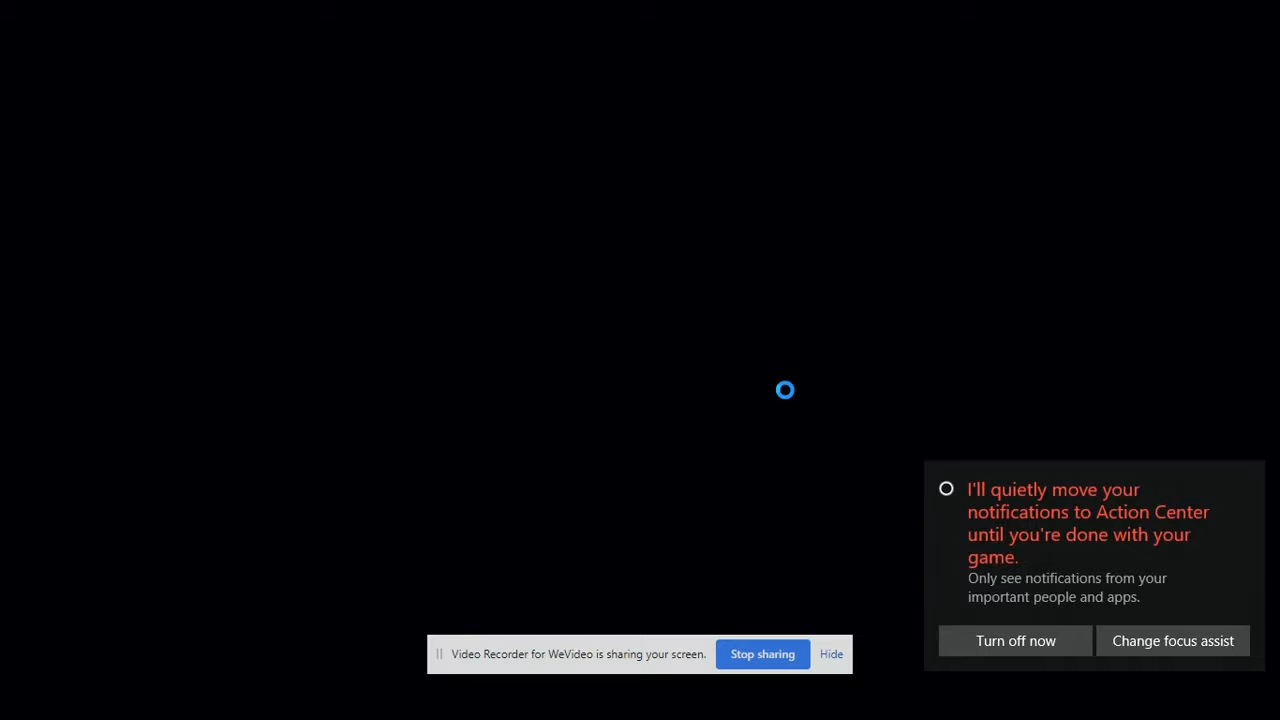 I'll quietly move your
notifications to Action Center
until you're done with your
game.
Only see notifications from your
important people and apps.
Turn off now Change focus assist
Video Recorder for WeVideo is sharing your screen. Stop sharing Hide